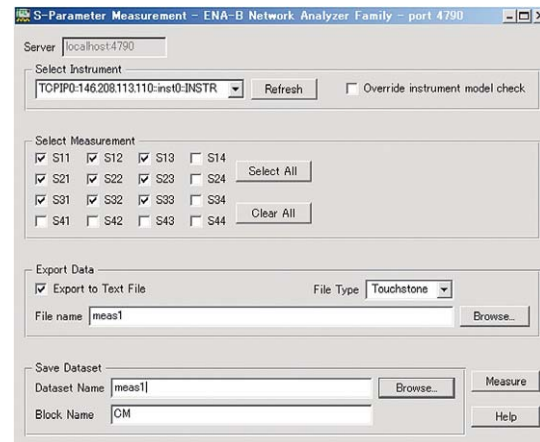 S-Parameter Measurement - ENA-B Network Analyzer Family - port 4790
Server localhost:4790
Select Instrument
TCPIP0::146.208.113.110::inst0::INSTR Refresh Override instrument model check
Select Measurement
S11 S12 S13 S14
S21 S22 S23 S24 Select All
S31 S32 S33 S34
S41 S42 S43 S44 Clear All
Export Data
Export to Text File File Type Touchstone
File name meas1 Browse...
Save Dataset
Dataset Name meas1 Browse... Measure
Block Name CM Help